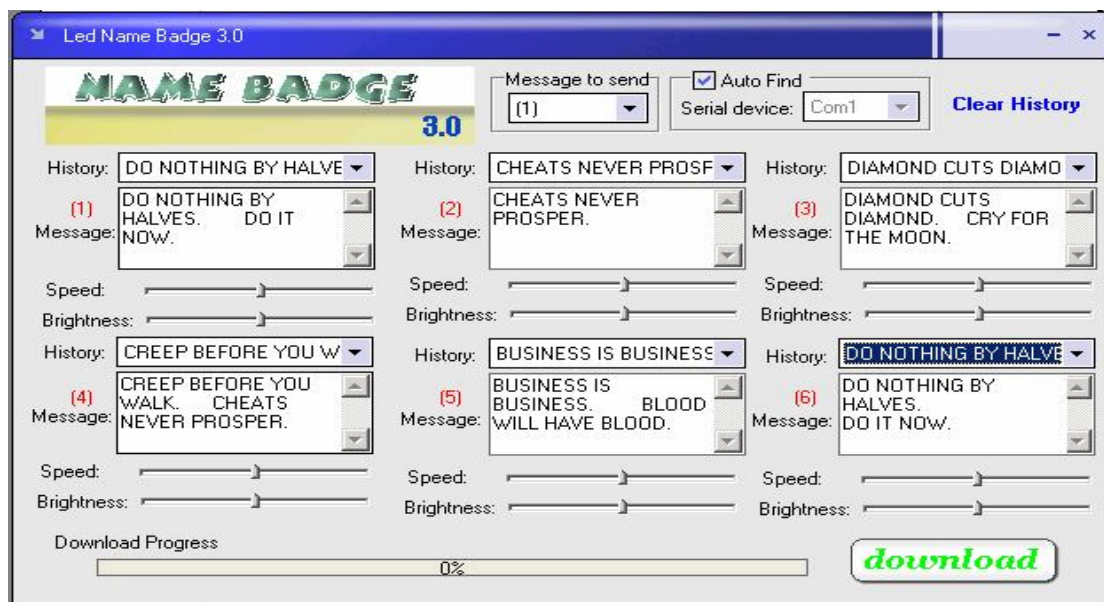 Led Name Badge 3.0
NAME BADGE
3.0
Message to send
(1)
Auto Find
Serial device: Com1
Clear History
History: DO NOTHING BY HALVE
(1)
Message:
DO NOTHING BY
HALVES. DO IT
NOW.
Speed:
Brightness:
History: CHEATS NEVER PROSF
(2)
Message:
CHEATS NEVER
PROSPER.
Speed:
Brightness:
History: DIAMOND CUTS DIAMO
(3)
Message:
DIAMOND CUTS
DIAMOND. CRY FOR
THE MOON.
Speed:
Brightness:
History: CREEP BEFORE YOU W
(4)
Message:
CREEP BEFORE YOU
WALK. CHEATS
NEVER PROSPER.
Speed:
Brightness:
History: BUSINESS IS BUSINESS
(5)
Message:
BUSINESS IS
BUSINESS. BLOOD
WILL HAVE BLOOD.
Speed:
Brightness:
History: DO NOTHING BY HALVE
(6)
Message:
DO NOTHING BY
HALVES.
DO IT NOW.
Speed:
Brightness:
Download Progress
0%
download